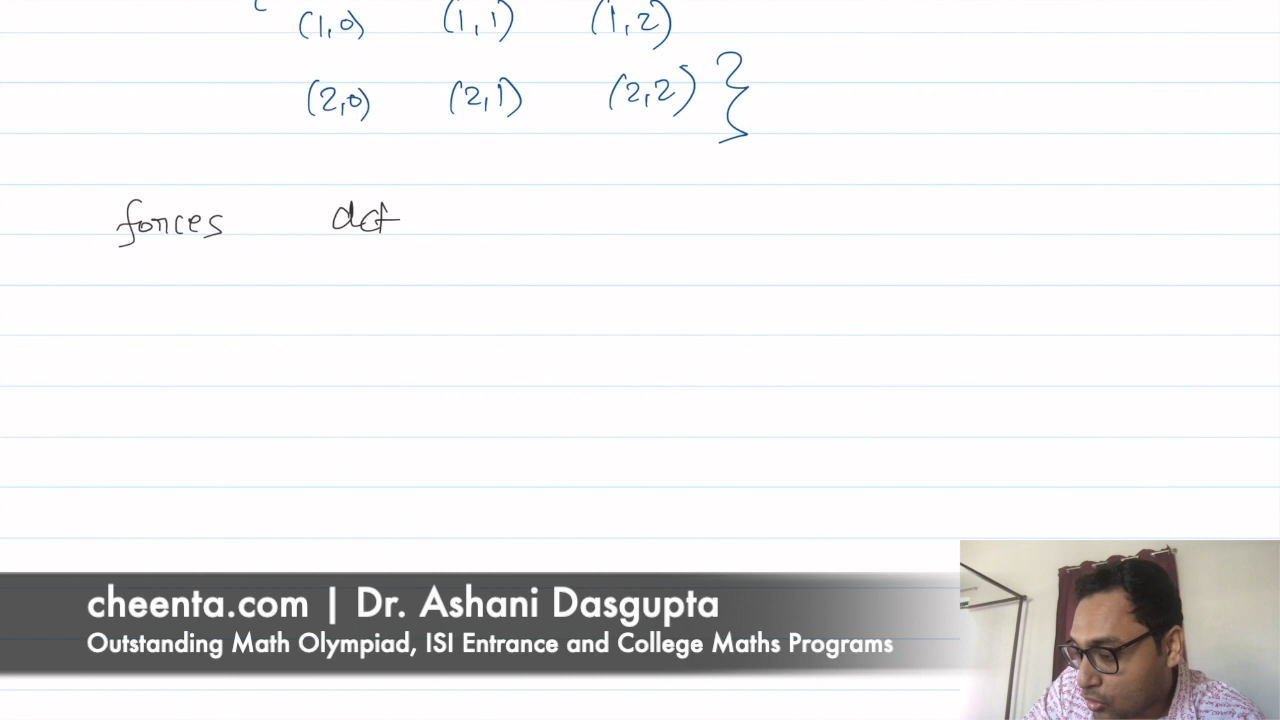 (1,0) (1,1) (1,2)
(2,0) (2,1) (2,2) }
forces det
cheenta.com | Dr. Ashani Dasgupta
Outstanding Math Olympiad, ISI Entrance and College Maths Programs